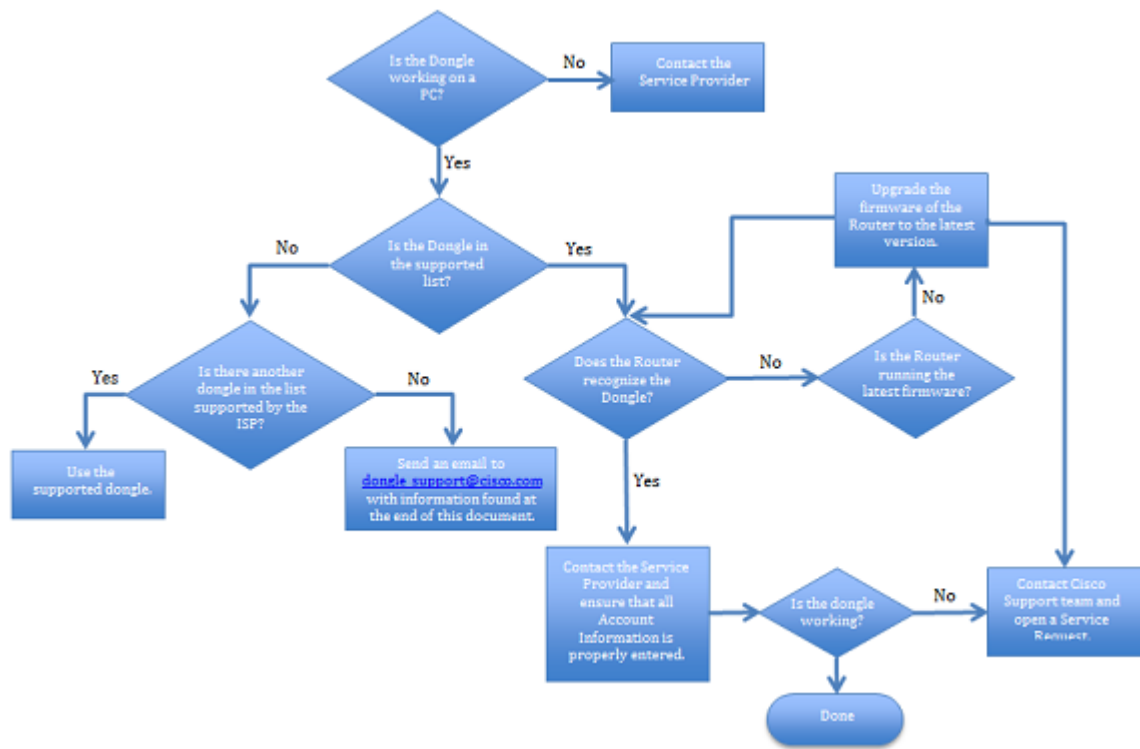 Is the Dongle
working on a
PC?
No
Contact the
Service Provider
Yes
Is the Dongle in
the supported
list?
No
Yes
Upgrade the
firmware of the
Router to the latest
version.
No
Is there another
dongle in the list
supported by the
ISP?
Yes
No
Does the Router
recognize the
Dongle?
No
Is the Router
running the
latest firmware?
Use the
supported dongle.
Send an email to
dongle_support@cisco.com
with information found at
the end of this document.
Yes
Contact the Service
Provider and
ensure that all
Account
Information is
properly entered.
Is the dongle
working?
No
Contact Cisco
Support team and
open a Service
Request.
Done